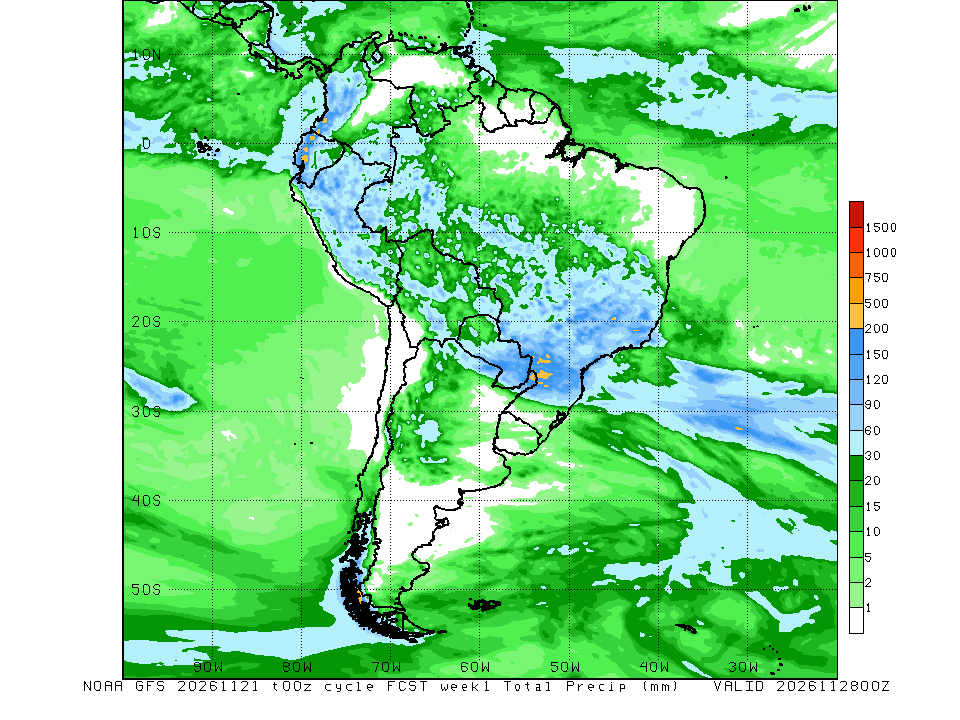 10N
0
10S
20S
30S
40S
50S
90W 80W 70W 60W 50W 40W 30W
1500
1000
750
500
200
150
120
90
60
30
20
15
10
5
2
1
NOAA GFS 20261121 t00z cycle FCST week1 Total Precip (mm) VALID 2026112800Z